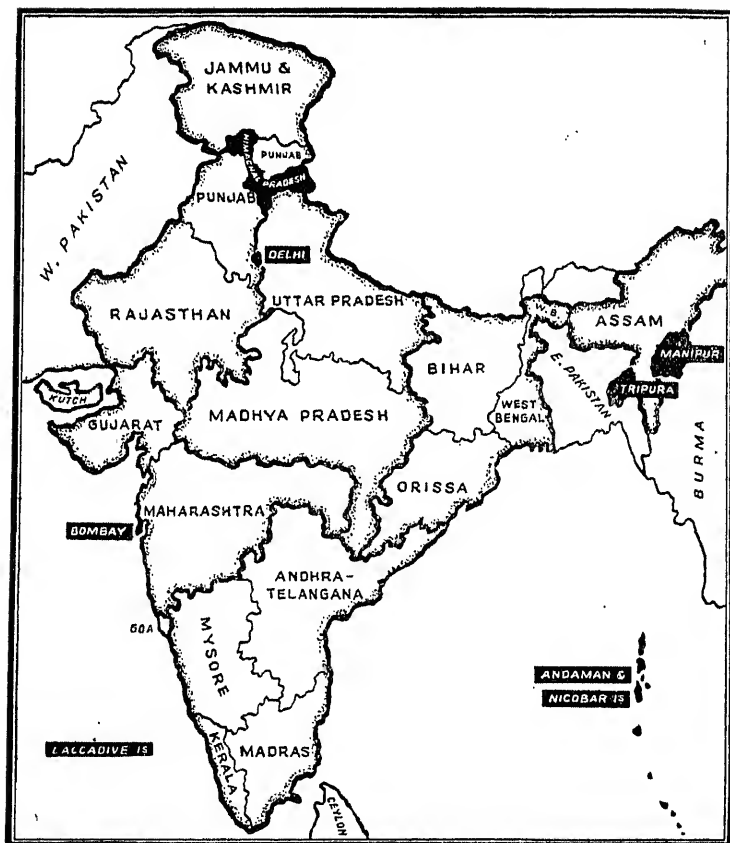 JAMMU &
KASHMIR
PUNJAB
HIMACHAL
PRADESH
PUNJAB
W. PAKISTAN
DELHI
RAJASTHAN
UTTAR PRADESH
W.B.
ASSAM
MANIPUR
BIHAR
E. PAKISTAN
TRIPURA
KUTCH
GUJARAT
MADHYA PRADESH
WEST
BENGAL
BURMA
ORISSA
MAHARASHTRA
BOMBAY
ANDHRA-
TELANGANA
GOA
MYSORE
ANDAMAN &
NICOBAR IS
LACCADIVE IS
KERALA
MADRAS
CEYLON